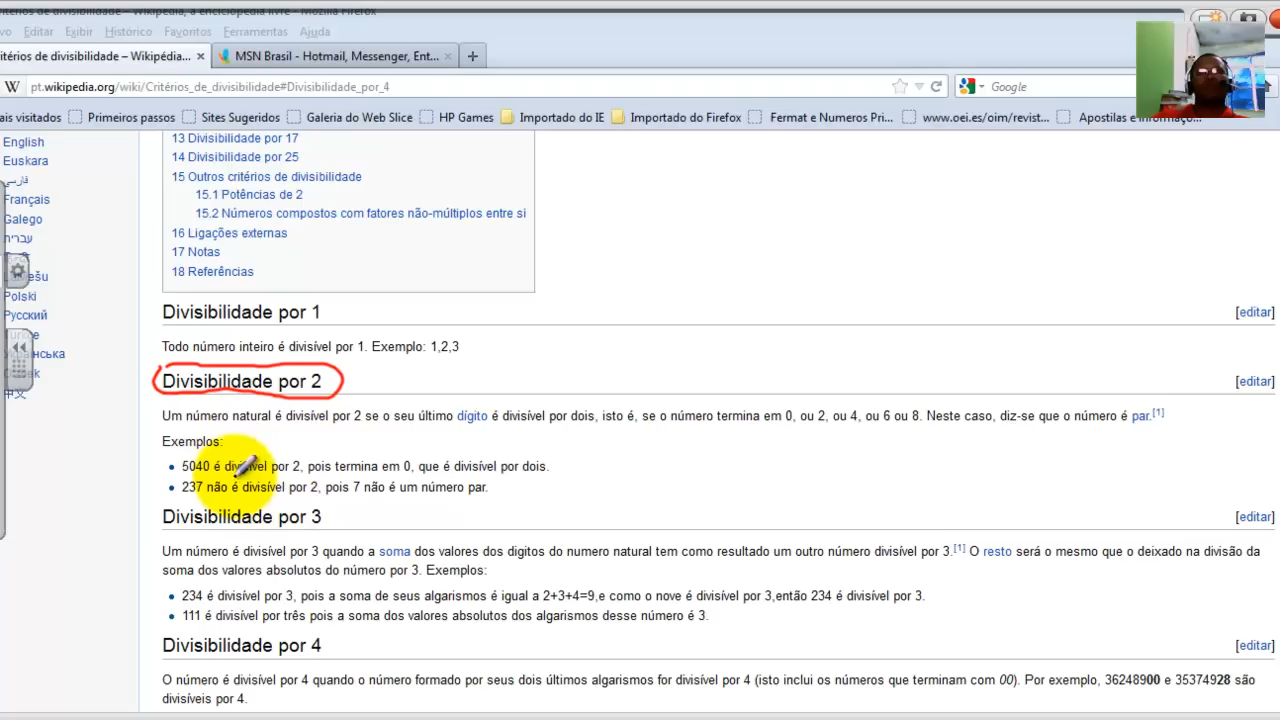 Critérios de divisibilidade – Wikipédia, a enciclopédia livre - Mozilla Firefox
Editar Exibir Histórico Favoritos Ferramentas Ajuda
itérios de divisibilidade – Wikipédia... × MSN Brasil - Hotmail, Messenger, Ent... × +
W pt.wikipedia.org/wiki/Critérios_de_divisibilidade#Divisibilidade_por_4 Google
ais visitados Primeiros passos Sites Sugeridos Galeria do Web Slice HP Games Importado do IE Importado do Firefox Fermat e Numeros Pri... www.oei.es/oim/revist... Apostilas e
English
Euskara
فارسی
Français
Galego
עברית
Polski
Русский
Türkçe
中文
13 Divisibilidade por 17
14 Divisibilidade por 25
15 Outros critérios de divisibilidade
15.1 Potências de 2
15.2 Números compostos com fatores não-múltiplos entre si
16 Ligações externas
17 Notas
18 Referências
Divisibilidade por 1 [editar]
Todo número inteiro é divisível por 1. Exemplo: 1,2,3
Divisibilidade por 2 [editar]
Um número natural é divisível por 2 se o seu último dígito é divisível por dois, isto é, se o número termina em 0, ou 2, ou 4, ou 6 ou 8. Neste caso, diz-se que o número é par.[1]
Exemplos:
• 5040 é divisível por 2, pois termina em 0, que é divisível por dois.
• 237 não é divisível por 2, pois 7 não é um número par.
Divisibilidade por 3 [editar]
Um número é divisível por 3 quando a soma dos valores dos digitos do numero natural tem como resultado um outro número divisível por 3.[1] O resto será o mesmo que o deixado na divisão da
soma dos valores absolutos do número por 3. Exemplos:
• 234 é divisível por 3, pois a soma de seus algarismos é igual a 2+3+4=9,e como o nove é divisível por 3,então 234 é divisível por 3.
• 111 é divisível por três pois a soma dos valores absolutos dos algarismos desse número é 3.
Divisibilidade por 4 [editar]
O número é divisível por 4 quando o número formado por seus dois últimos algarismos for divisível por 4 (isto inclui os números que terminam com 00). Por exemplo, 36248900 e 35374928 são
divisíveis por 4.